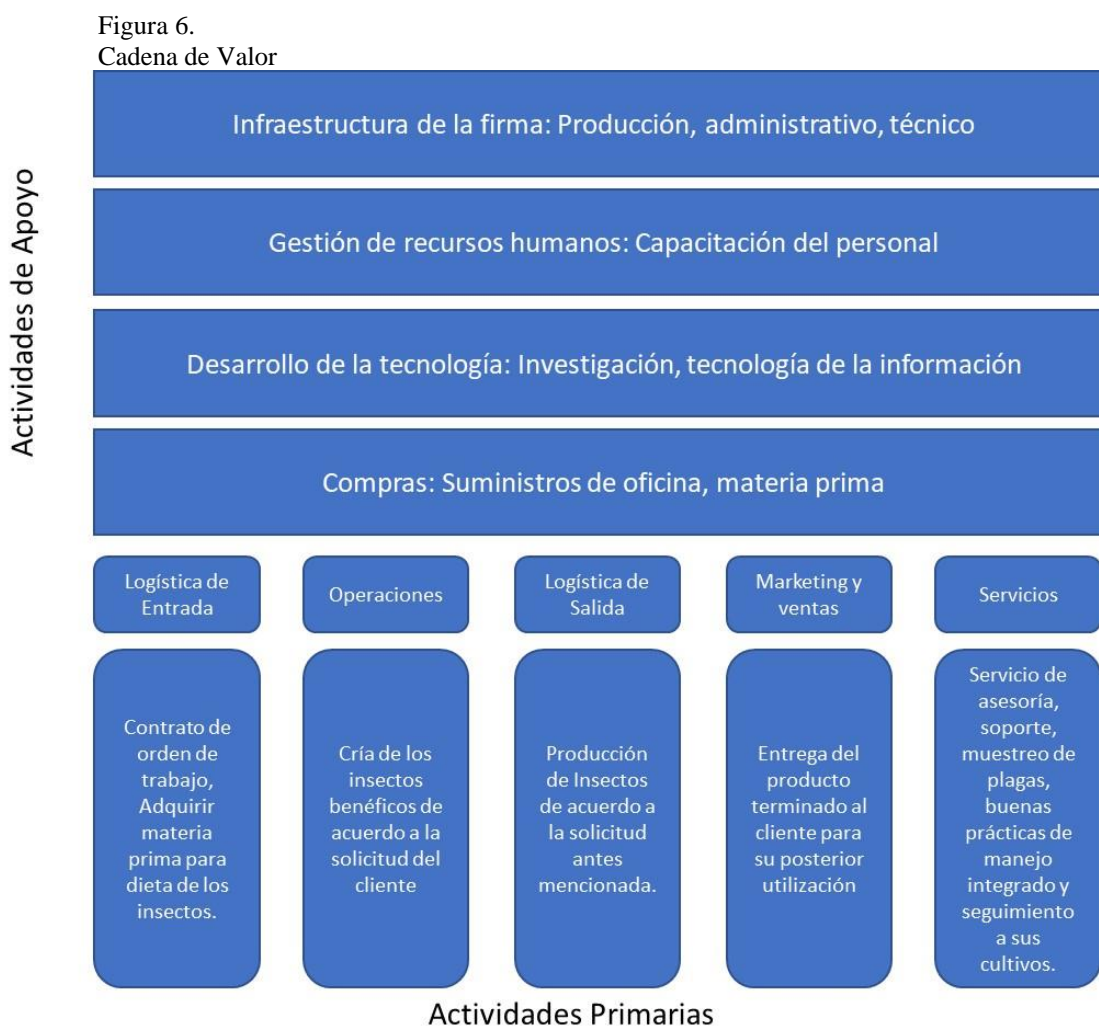 Figura 6.
Cadena de Valor
Actividades de Apoyo
Infraestructura de la firma: Producción, administrativo, técnico
Gestión de recursos humanos: Capacitación del personal
Desarrollo de la tecnología: Investigación, tecnología de la información
Compras: Suministros de oficina, materia prima
Logística de
Entrada
Operaciones
Logística de
Salida
Marketing y
ventas
Servicios
Contrato de
orden de
trabajo,
Adquirir
materia
prima para
dieta de los
insectos.
Cría de los
insectos
benéficos de
acuerdo a la
solicitud del
cliente
Producción
de Insectos
de acuerdo a
la solicitud
antes
mencionada.
Entrega del
producto
terminado al
cliente para
su posterior
utilización
Servicio de
asesoría,
soporte,
muestreo de
plagas,
buenas
prácticas de
manejo
integrado y
seguimiento
a sus
cultivos.
Actividades Primarias